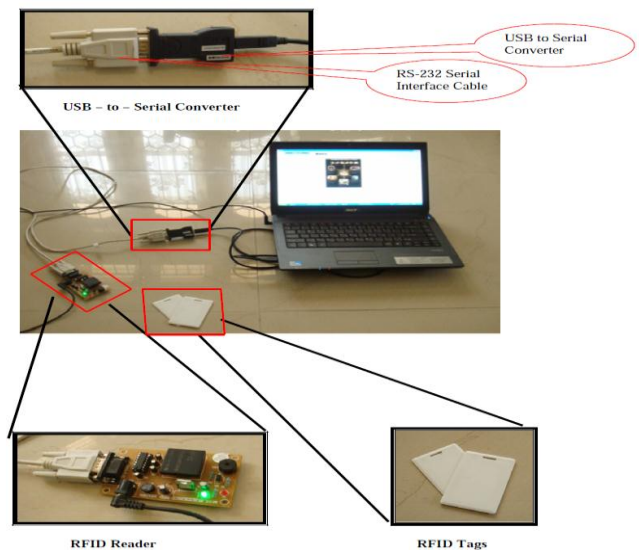 USB to Serial
Converter
RS-232 Serial
Interface Cable
USB – to – Serial Converter
RFID Reader
RFID Tags